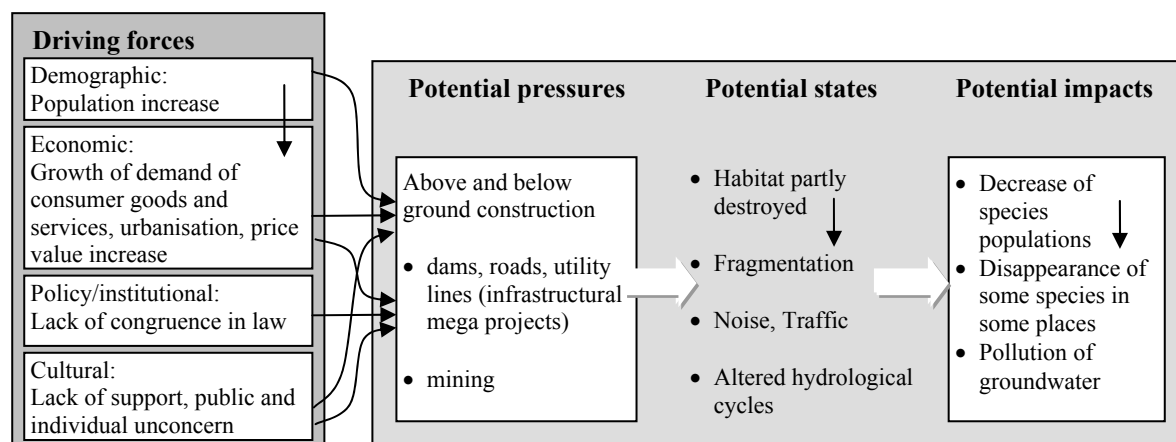 Driving forces
Demographic:
Population increase
Economic:
Growth of demand of
consumer goods and
services, urbanisation, price
value increase
Policy/institutional:
Lack of congruence in law
Cultural:
Lack of support, public and
individual unconcern
Potential pressures
Above and below
ground construction
• dams, roads, utility
lines (infrastructural
mega projects)
• mining
Potential states
• Habitat partly
destroyed
• Fragmentation
• Noise, Traffic
• Altered hydrological
cycles
Potential impacts
• Decrease of
species
populations
• Disappearance of
some species in
some places
• Pollution of
groundwater